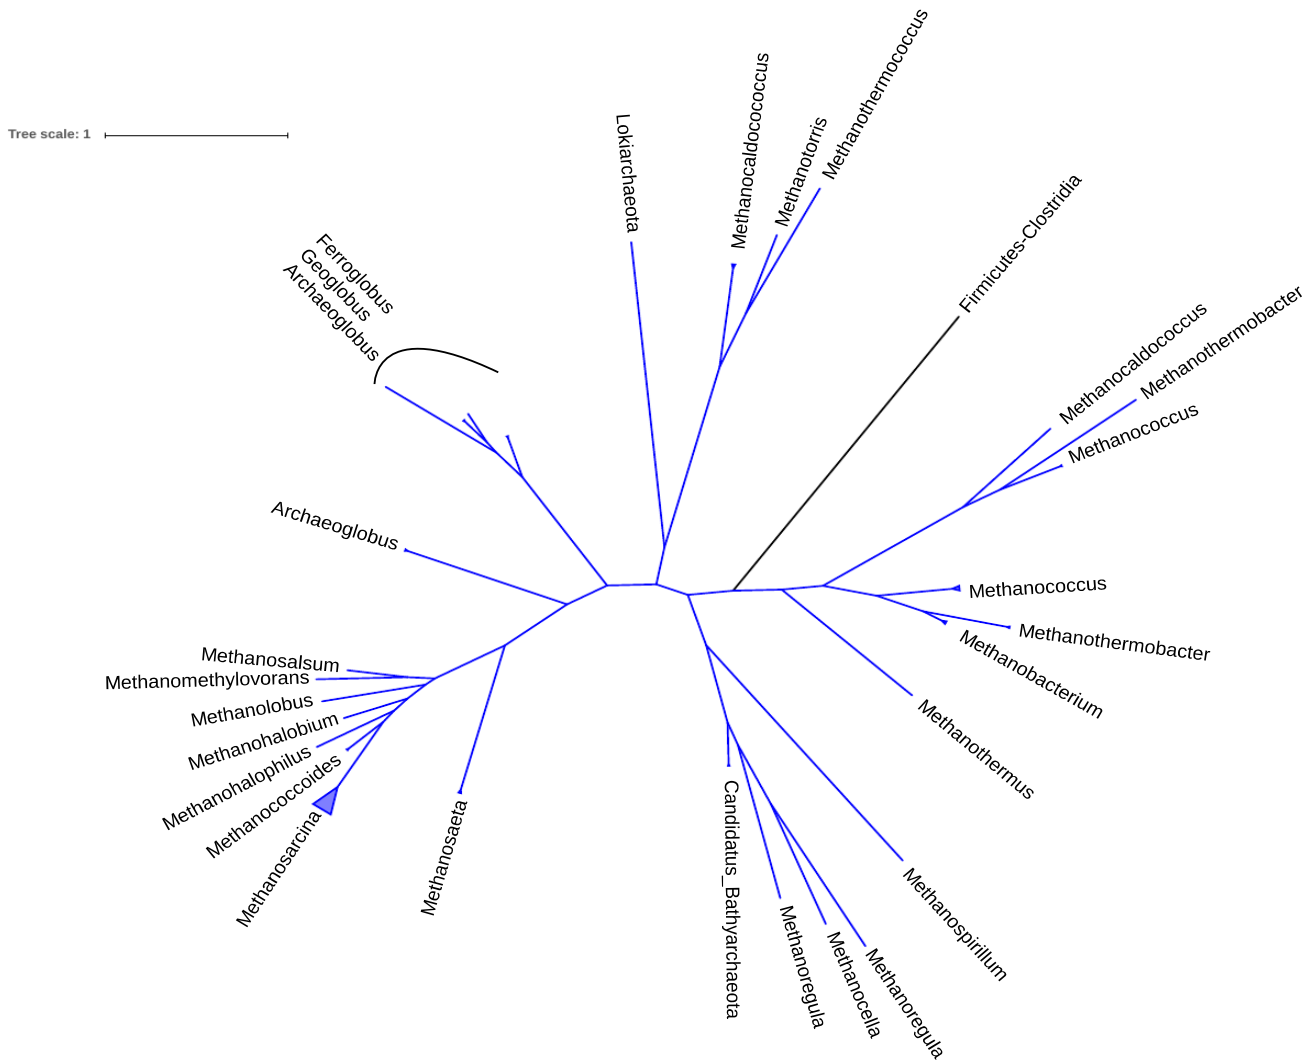 Tree scale: 1
Lokiarchaeota
Methanocaldocococcus
Methanotorris
Methanothermococcus
Firmicutes-Clostridia
Methanocaldococcus
Methanothermobacter
Methanococcus
Methanococcus
Methanothermobacter
Methanobacterium
Methanothermus
Methanospirillum
Methanoregula
Methanocella
Methanoregula
Candidatus_Bathyarchaeota
Methanosaeta
Methanosarcina
Methanococcoides
Methanohalophilus
Methanohalobium
Methanolobus
Methanomethylovorans
Methanosalsum
Archaeoglobus
Archaeoglobus
Geoglobus
Ferroglobus